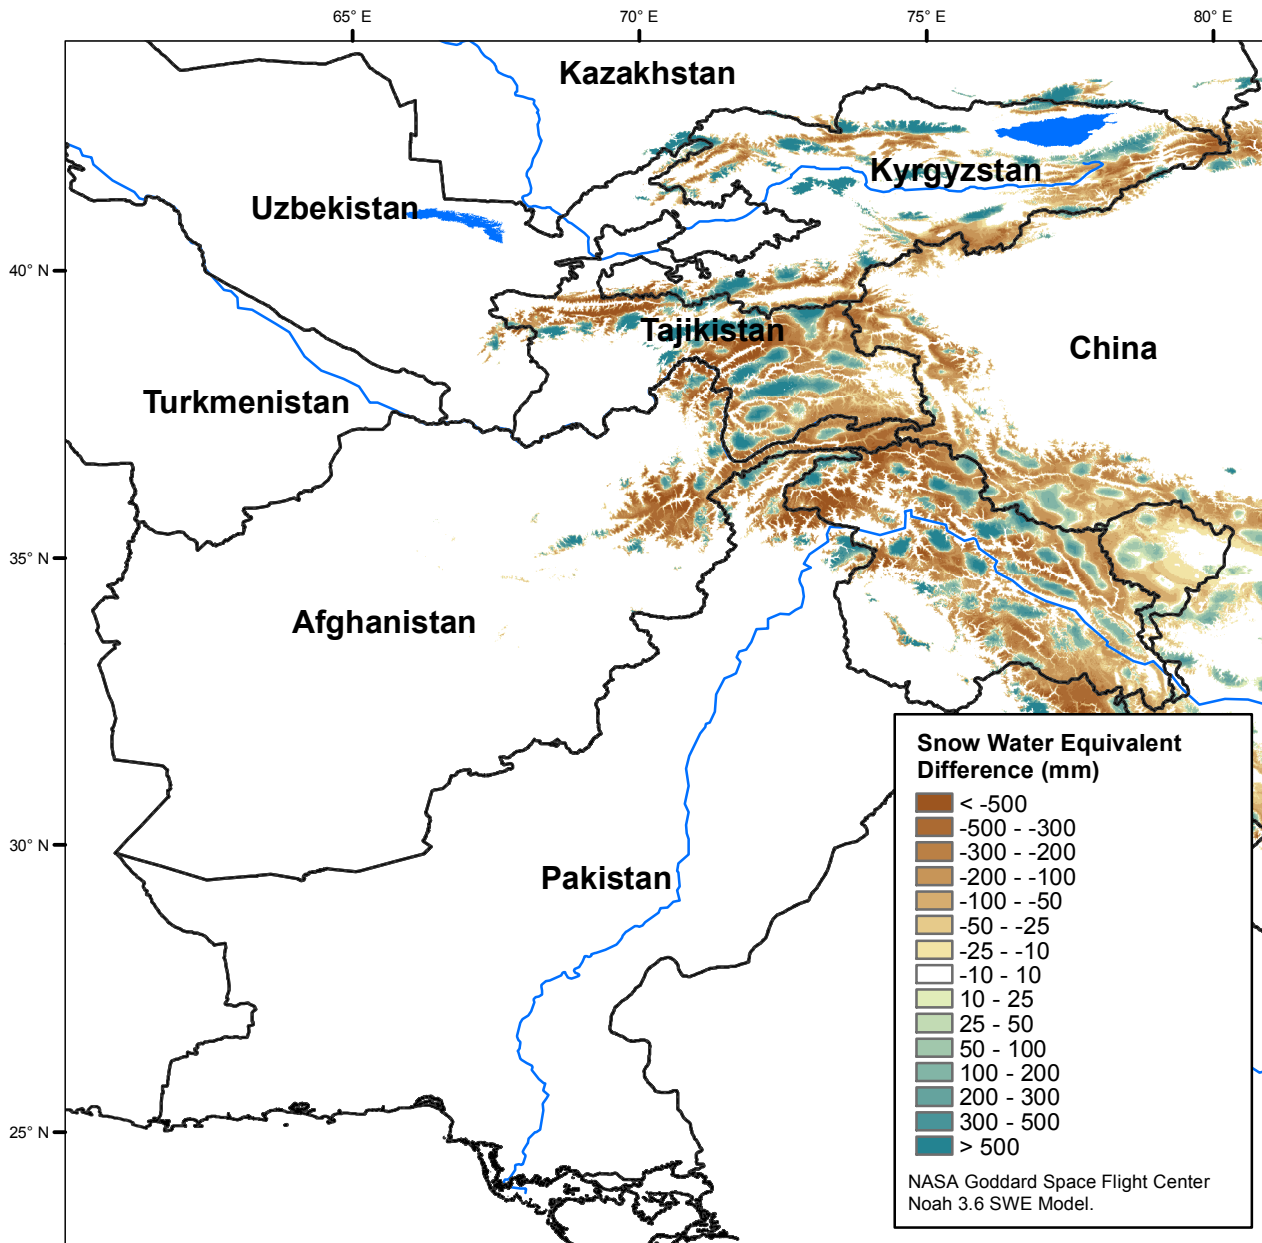 65° E
70° E
75° E
80° E
Kazakhstan
Kyrgyzstan
Uzbekistan
40° N
Tajikistan
China
Turkmenistan
35° N
Afghanistan
30° N
Pakistan
25° N
Snow Water Equivalent
Difference (mm)
< -500
-500 - -300
-300 - -200
-200 - -100
-100 - -50
-50 - -25
-25 - -10
-10 - 10
10 - 25
25 - 50
50 - 100
100 - 200
200 - 300
300 - 500
> 500
NASA Goddard Space Flight Center
Noah 3.6 SWE Model.